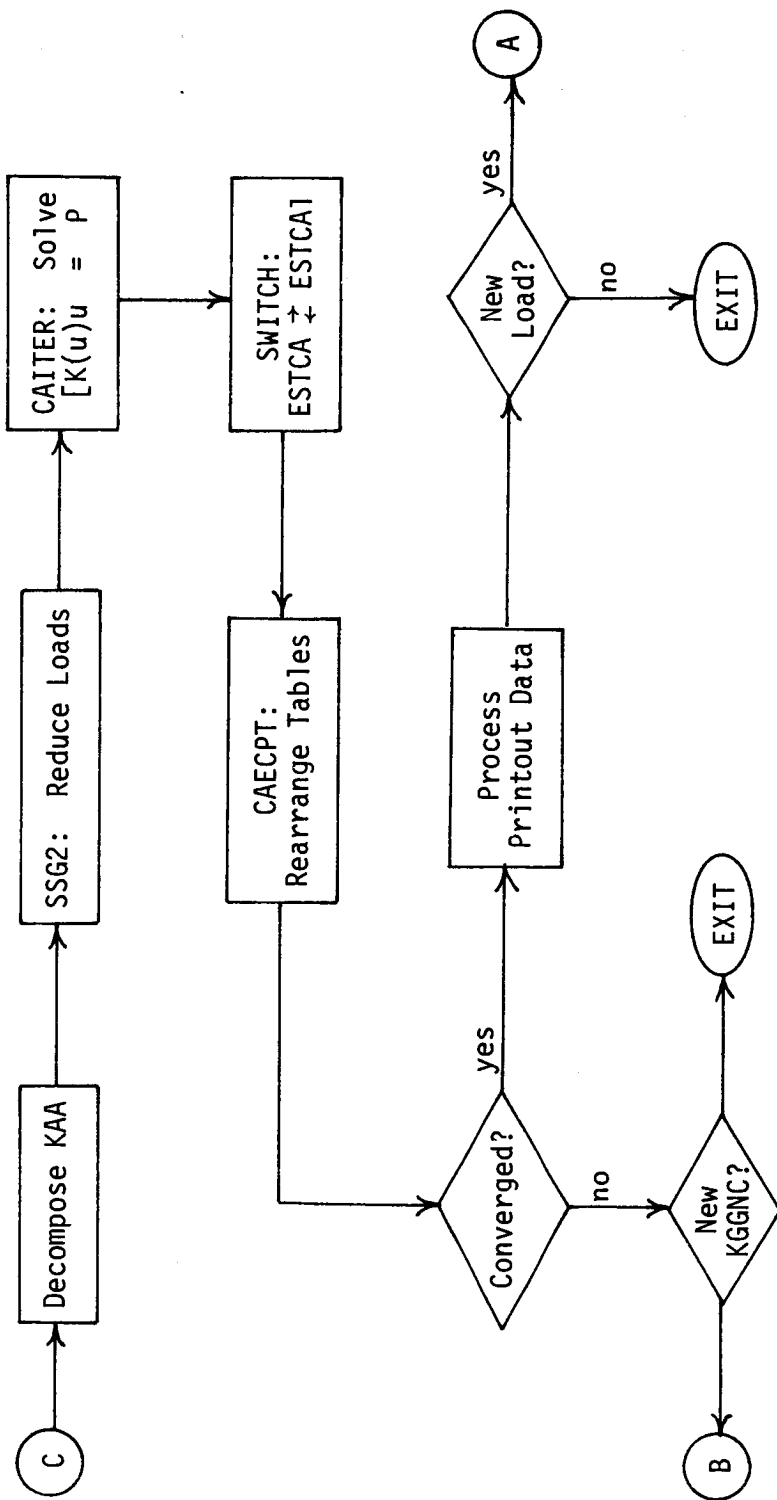 C
Decompose KAA
SSG2: Reduce Loads
CAITER: Solve
[K(u)u = P
SWITCH:
ESTCA ⇄ ESTCA1
CAECPT:
Rearrange Tables
Converged?
yes
no
Process
Printout Data
New
Load?
yes
A
no
EXIT
New
KGGNC?
B
EXIT